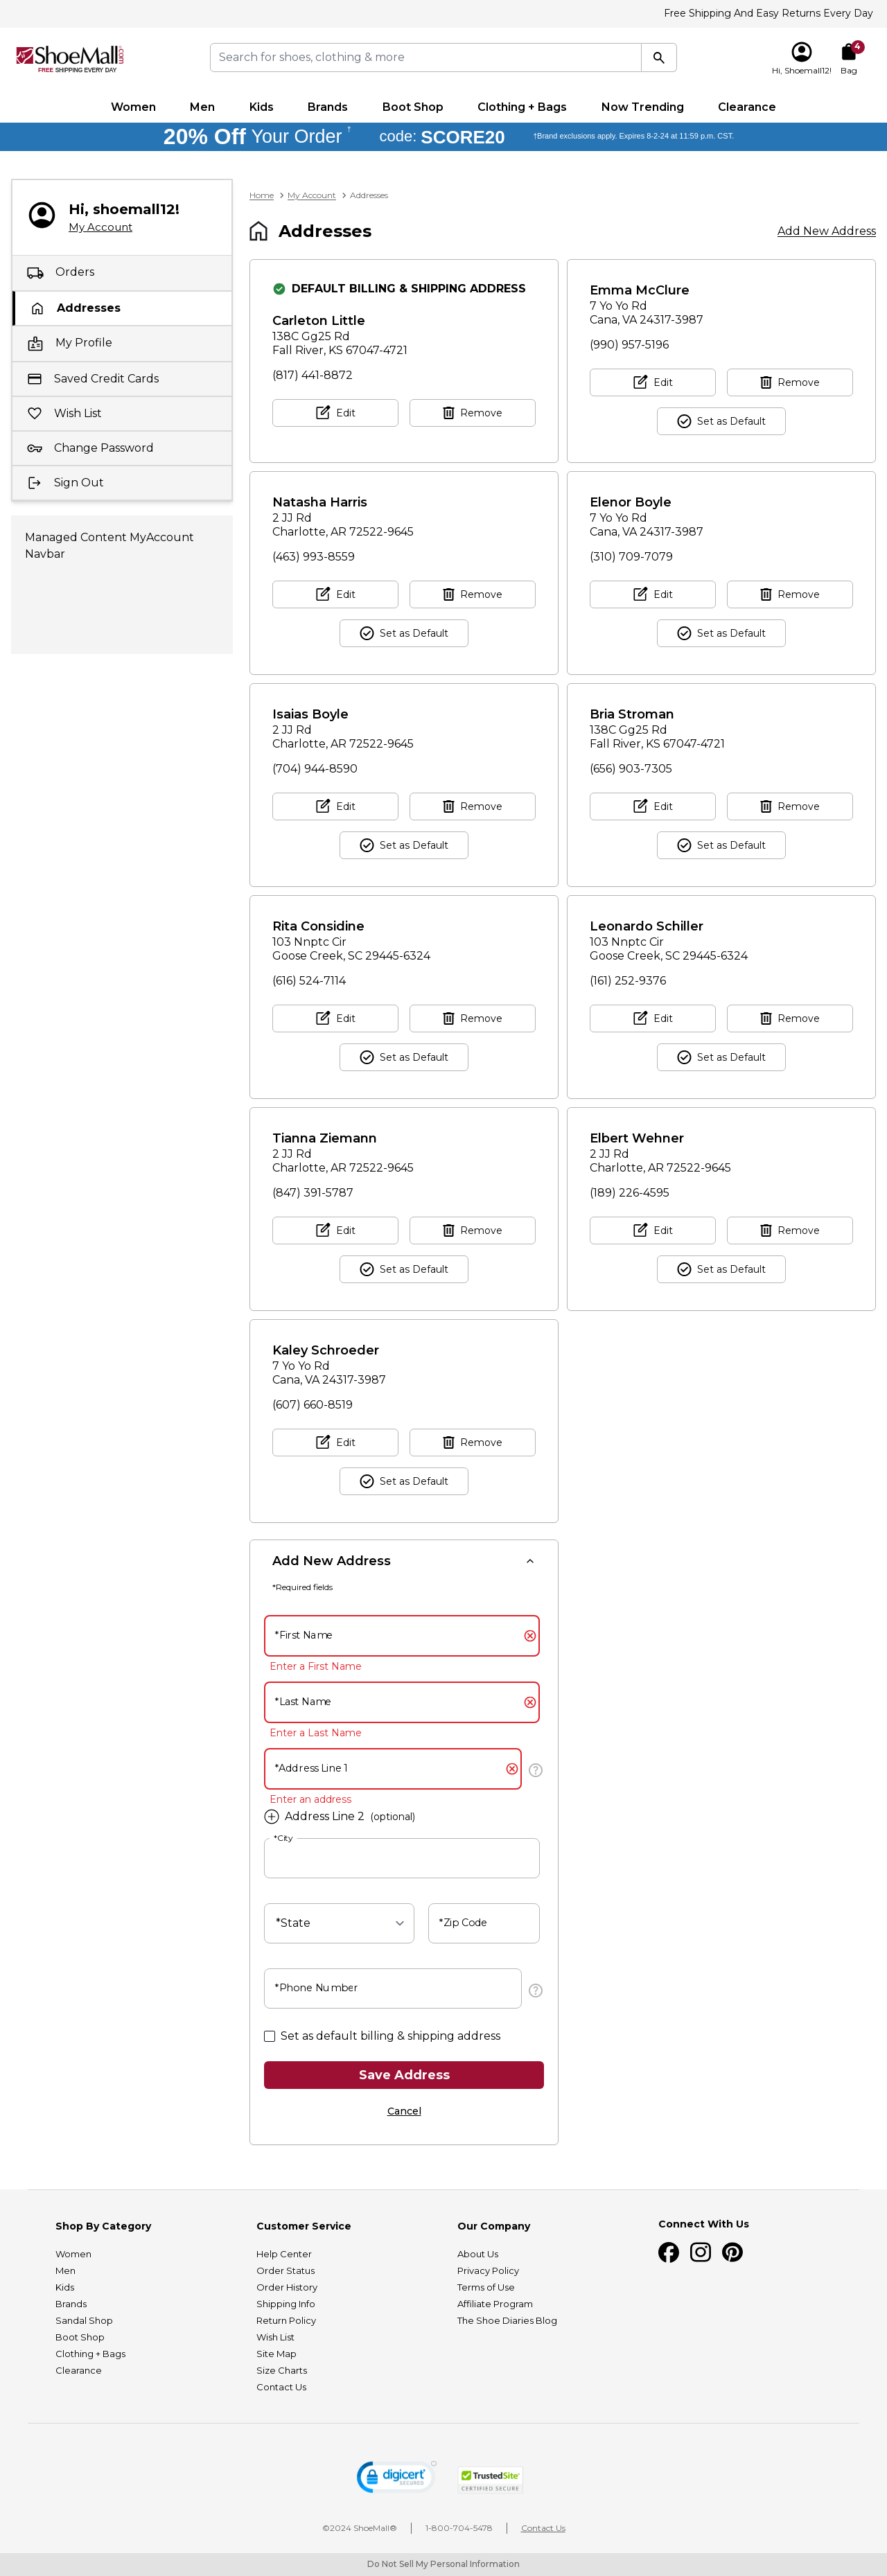 Free Shipping And Easy Returns Every Day
ShoeMall.com
FREE SHIPPING EVERY DAY
Search for shoes, clothing & more
Hi, Shoemall12!
4
Bag
Women Men Kids Brands Boot Shop Clothing + Bags Now Trending Clearance
20% Off Your Order † code: SCORE20 †Brand exclusions apply. Expires 8-2-24 at 11:59 p.m. CST.
Hi, shoemall12!
My Account
Orders
Addresses
My Profile
Saved Credit Cards
Wish List
Change Password
Sign Out
Managed Content MyAccount
Navbar
Home > My Account > Addresses
Addresses
Add New Address
DEFAULT BILLING & SHIPPING ADDRESS
Carleton Little
138C Gg25 Rd
Fall River, KS 67047-4721
(817) 441-8872
Edit Remove
Emma McClure
7 Yo Yo Rd
Cana, VA 24317-3987
(990) 957-5196
Edit Remove
Set as Default
Natasha Harris
2 JJ Rd
Charlotte, AR 72522-9645
(463) 993-8559
Edit Remove
Set as Default
Elenor Boyle
7 Yo Yo Rd
Cana, VA 24317-3987
(310) 709-7079
Edit Remove
Set as Default
Isaias Boyle
2 JJ Rd
Charlotte, AR 72522-9645
(704) 944-8590
Edit Remove
Set as Default
Bria Stroman
138C Gg25 Rd
Fall River, KS 67047-4721
(656) 903-7305
Edit Remove
Set as Default
Rita Considine
103 Nnptc Cir
Goose Creek, SC 29445-6324
(616) 524-7114
Edit Remove
Set as Default
Leonardo Schiller
103 Nnptc Cir
Goose Creek, SC 29445-6324
(161) 252-9376
Edit Remove
Set as Default
Tianna Ziemann
2 JJ Rd
Charlotte, AR 72522-9645
(847) 391-5787
Edit Remove
Set as Default
Elbert Wehner
2 JJ Rd
Charlotte, AR 72522-9645
(189) 226-4595
Edit Remove
Set as Default
Kaley Schroeder
7 Yo Yo Rd
Cana, VA 24317-3987
(607) 660-8519
Edit Remove
Set as Default
Add New Address
*Required fields
*First Name
Enter a First Name
*Last Name
Enter a Last Name
*Address Line 1
Enter an address
Address Line 2 (optional)
*City
*State *Zip Code
*Phone Number
Set as default billing & shipping address
Save Address
Cancel
Shop By Category
Women
Men
Kids
Brands
Sandal Shop
Boot Shop
Clothing + Bags
Clearance
Customer Service
Help Center
Order Status
Order History
Shipping Info
Return Policy
Wish List
Site Map
Size Charts
Contact Us
Our Company
About Us
Privacy Policy
Terms of Use
Affiliate Program
The Shoe Diaries Blog
Connect With Us
digicert
SECURED
TrustedSite
CERTIFIED SECURE
©2024 ShoeMall® 1-800-704-5478 Contact Us
Do Not Sell My Personal Information